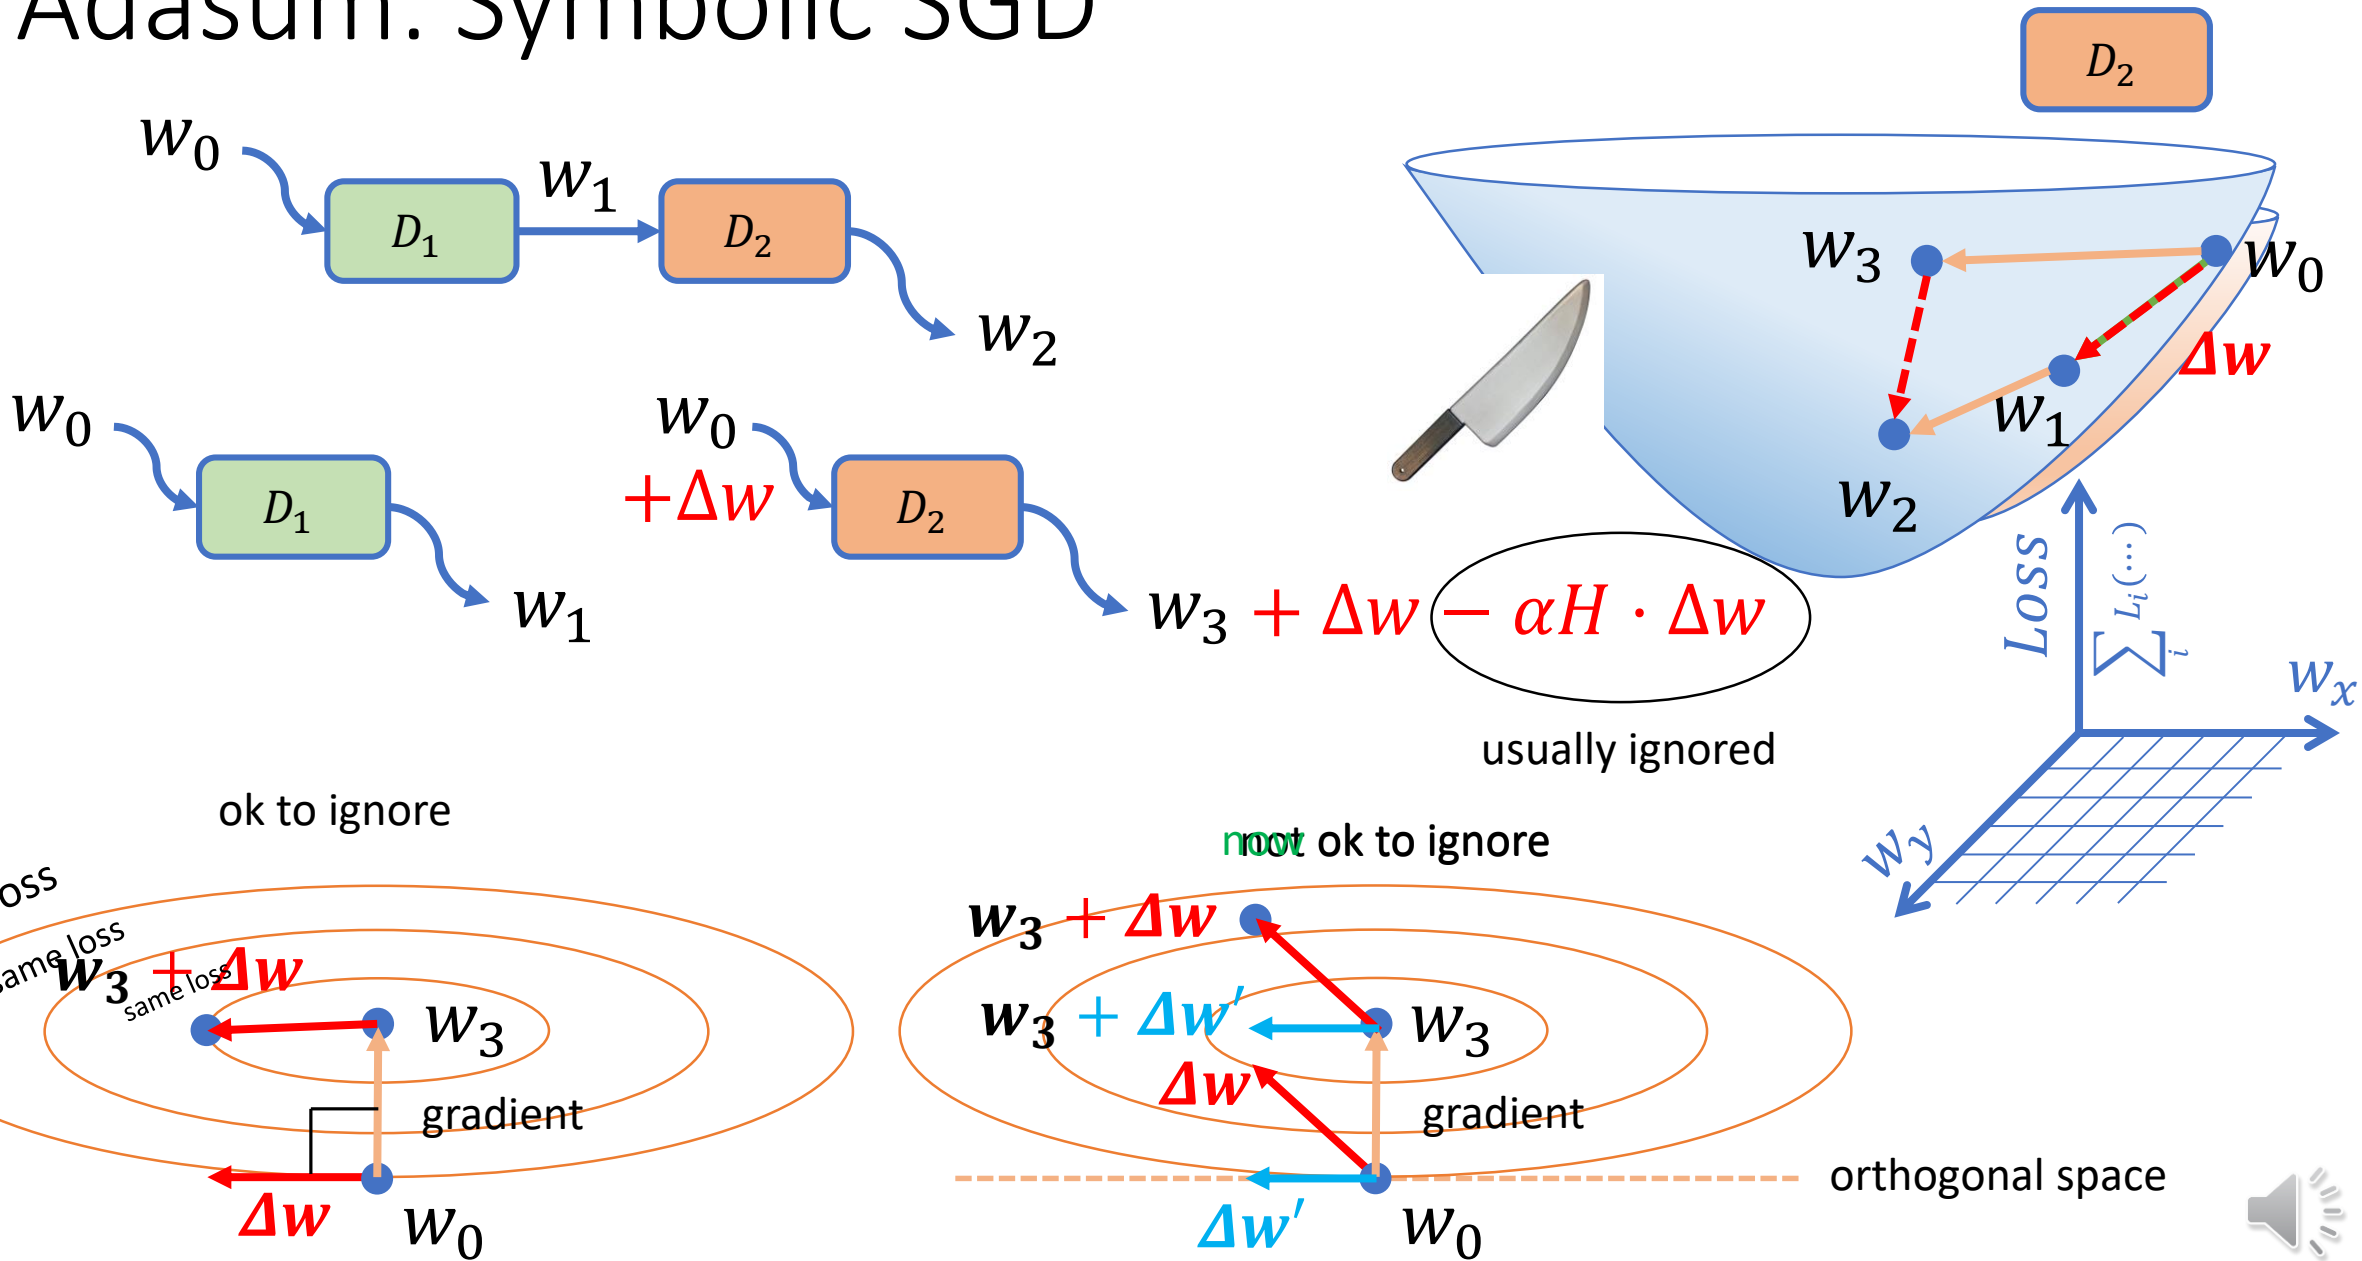 Adasum: Symbolic SGD
D₂
w₀
D₁
w₁
D₂
w₂
w₃
w₀
Δw
w₁
w₂
w₀
D₁
w₁
w₀
+Δw
D₂
w₃ + Δw − αH · Δw
usually ignored
Loss
∑ᵢ Lᵢ(…)
wₓ
w_y
ok to ignore
same loss
same loss
w₃ + Δw
w₃
gradient
Δw
w₀
now
not ok to ignore
w₃ + Δw
w₃ + Δw′
w₃
Δw
gradient
orthogonal space
Δw′
w₀